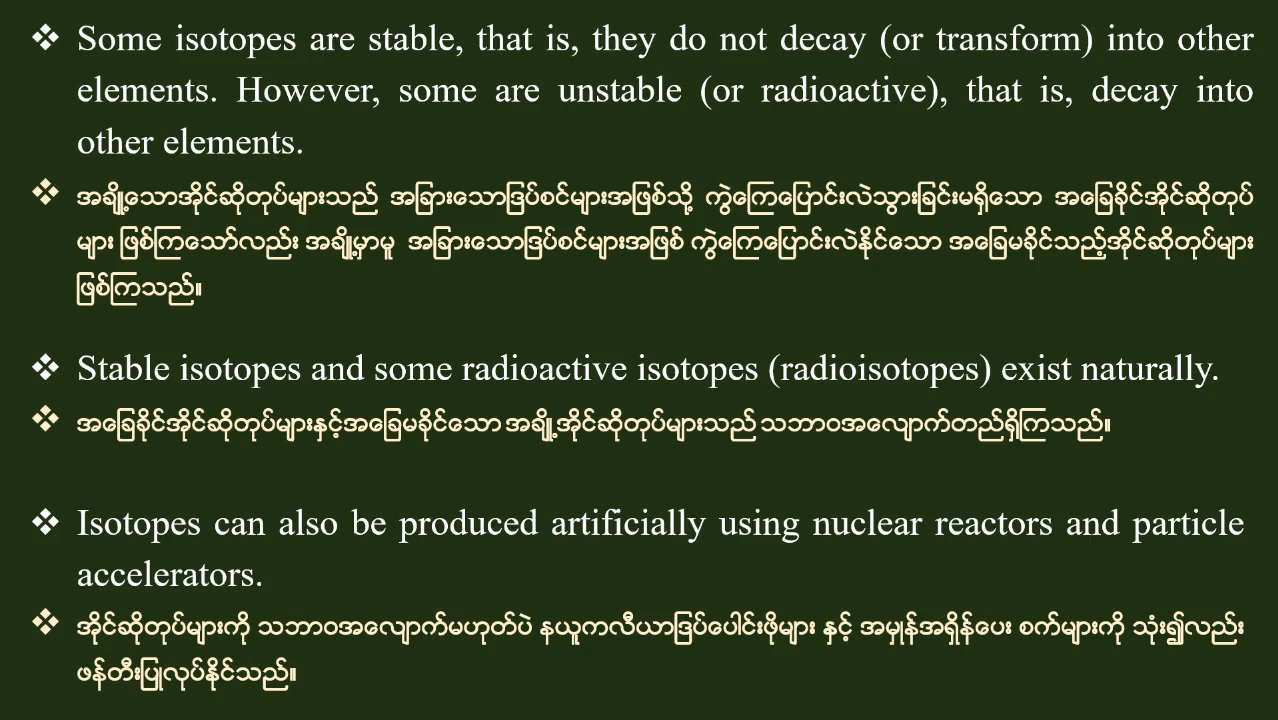 ❖ Some isotopes are stable, that is, they do not decay (or transform) into other
elements. However, some are unstable (or radioactive), that is, decay into
other elements.
❖ အချို့သောအိုင်ဆိုတုပ်များသည် အခြားသောဒြပ်စင်များအဖြစ်သို့ ကွဲကြေပြောင်းလဲသွားခြင်းမရှိသော အခြေခိုင်အိုင်ဆိုတုပ်
များ ဖြစ်ကြသော်လည်း အချို့မှာမူ အခြားသောဒြပ်စင်များအဖြစ် ကွဲကြေပြောင်းလဲနိုင်သော အခြေမခိုင်သည့်အိုင်ဆိုတုပ်များ
ဖြစ်ကြသည်။
❖ Stable isotopes and some radioactive isotopes (radioisotopes) exist naturally.
❖ အခြေခိုင်အိုင်ဆိုတုပ်များနှင့်အခြေမခိုင်သော အချို့အိုင်ဆိုတုပ်များသည် သဘာဝအလျောက်တည်ရှိကြသည်။
❖ Isotopes can also be produced artificially using nuclear reactors and particle
accelerators.
❖ အိုင်ဆိုတုပ်များကို သဘာဝအလျောက်မဟုတ်ပဲ နယူကလီယာဒြပ်ပေါင်းဖိုများ နှင့် အမှုန်အရှိန်ပေး စက်များကို သုံး၍လည်း
ဖန်တီးပြုလုပ်နိုင်သည်။